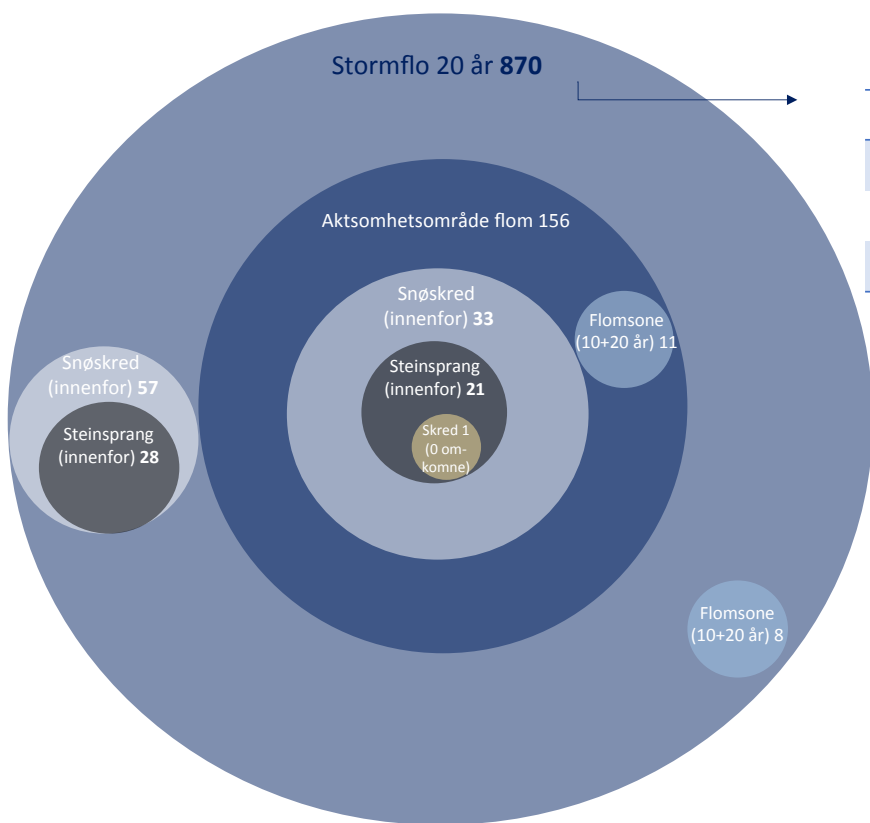 Stormflo 20 år 870
Aktsomhetsområde flom 156
Snøskred
(innenfor) 33
Flomsone
(10+20 år) 11
Steinsprang
(innenfor) 21
Skred 1
(0 om-
komne)
Snøskred
(innenfor) 57
Steinsprang
(innenfor) 28
Flomsone
(10+20 år) 8